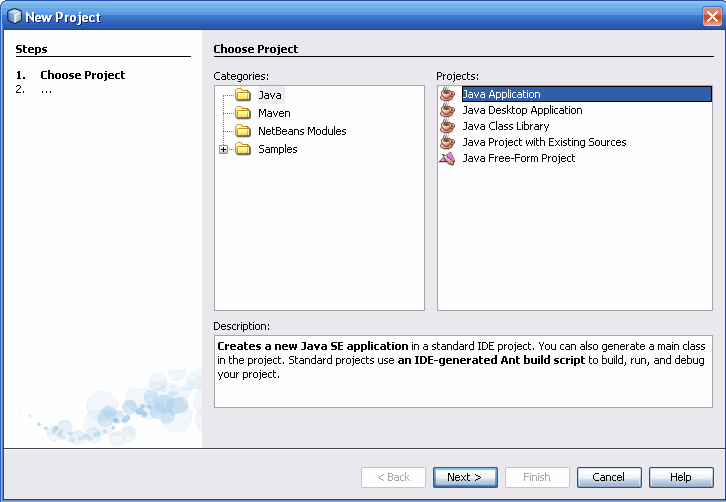 New Project
Steps
1. Choose Project
2. ...
Choose Project
Categories:
Java
Maven
NetBeans Modules
Samples
Projects:
Java Application
Java Desktop Application
Java Class Library
Java Project with Existing Sources
Java Free-Form Project
Description:
Creates a new Java SE application in a standard IDE project. You can also generate a main class
in the project. Standard projects use an IDE-generated Ant build script to build, run, and debug
your project.
< Back
Next >
Finish
Cancel
Help